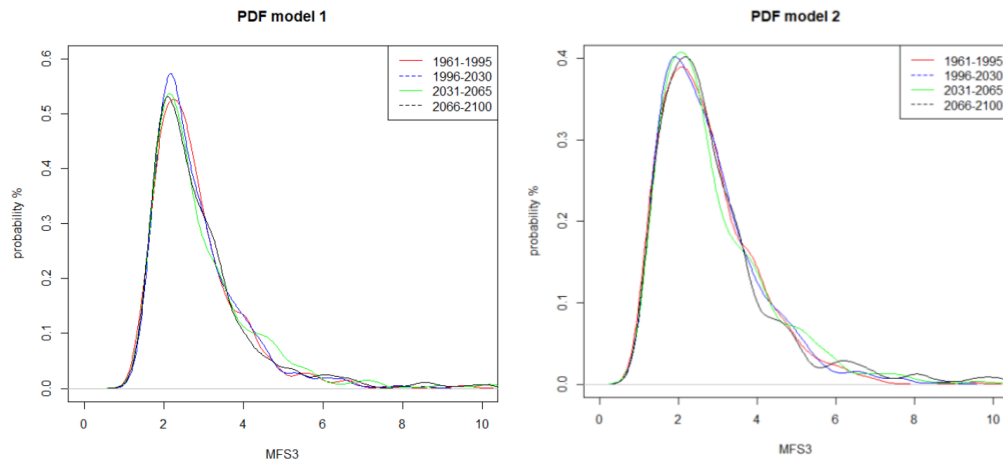 PDF model 1
probability %
0.6
0.5
0.4
0.3
0.2
0.1
0.0
1961-1995
1996-2030
2031-2065
2066-2100
0 2 4 6 8 10
MFS3
PDF model 2
probability %
0.4
0.3
0.2
0.1
0.0
1961-1995
1996-2030
2031-2065
2066-2100
0 2 4 6 8 10
MFS3